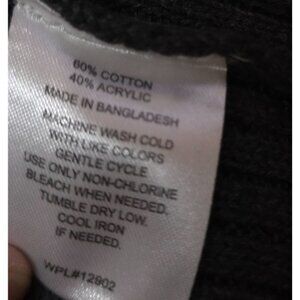 60% COTTON
40% ACRYLIC
MADE IN BANGLADESH
MACHINE WASH COLD
WITH LIKE COLORS
GENTLE CYCLE
USE ONLY NON-CHLORINE
BLEACH WHEN NEEDED.
TUMBLE DRY LOW.
COOL IRON
IF NEEDED.
WPL#12902